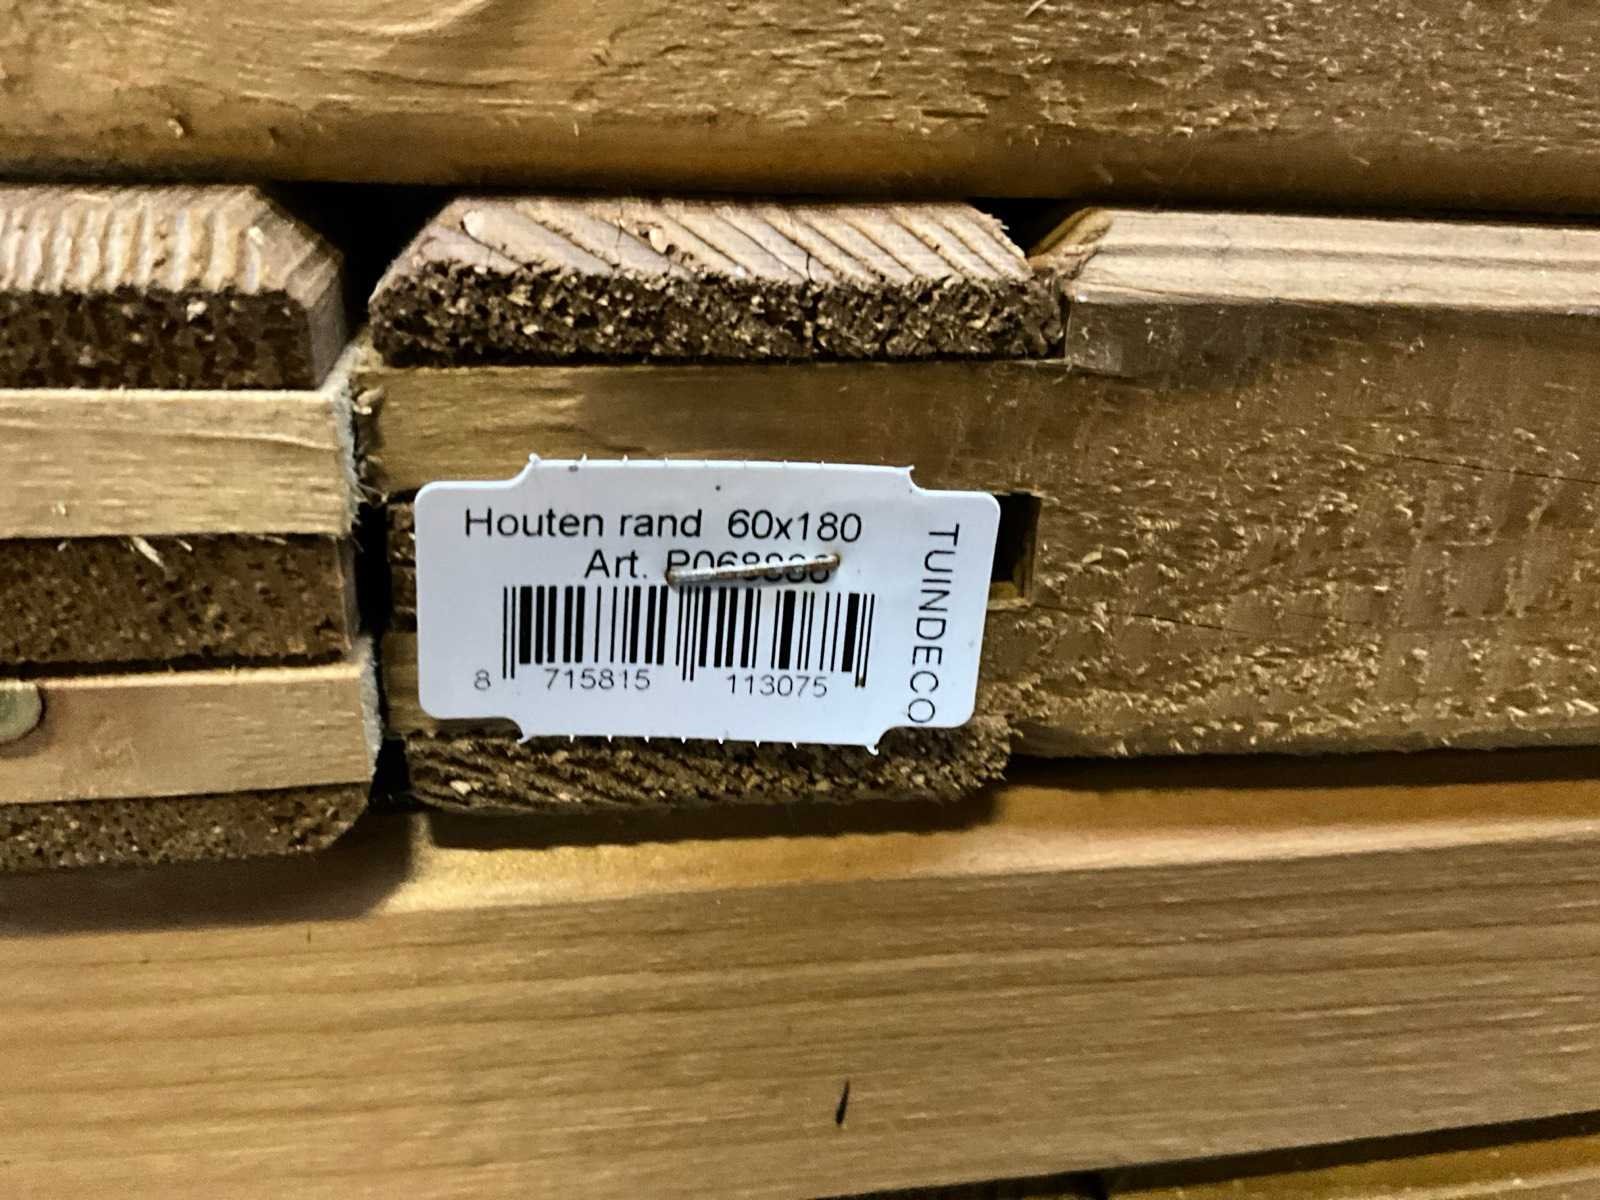 Houten rand 60x180
Art.
8 715815 113075
TUINDECO